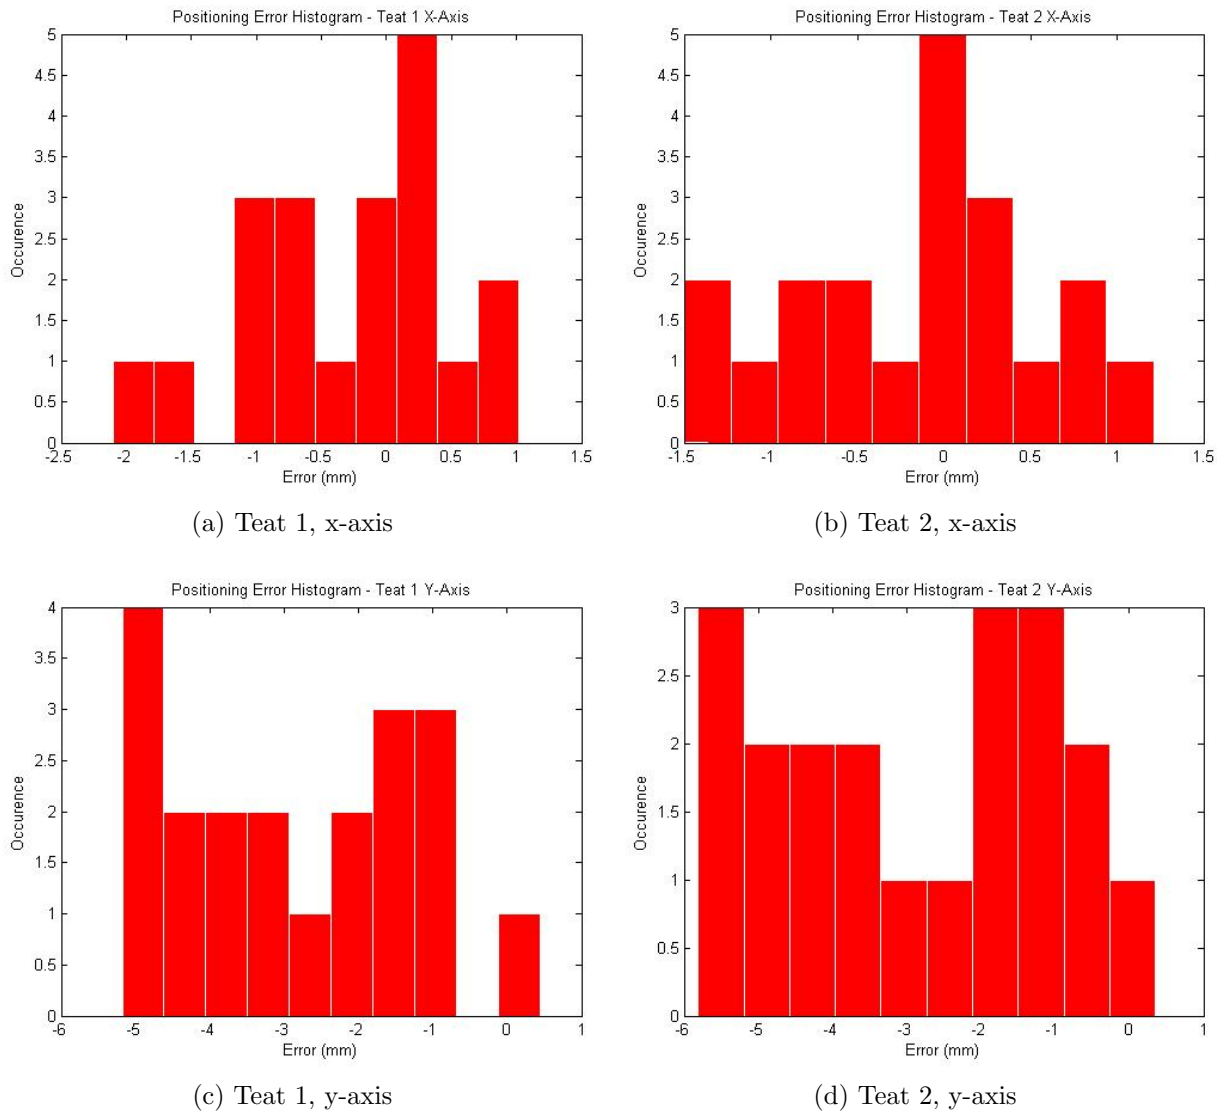 Positioning Error Histogram - Teat 1 X-Axis
5
4.5
4
3.5
3
2.5
2
1.5
1
0.5
0
Occurence
-2.5 -2 -1.5 -1 -0.5 0 0.5 1 1.5
Error (mm)
(a) Teat 1, x-axis
Positioning Error Histogram - Teat 2 X-Axis
5
4.5
4
3.5
3
2.5
2
1.5
1
0.5
0
Occurence
-1.5 -1 -0.5 0 0.5 1 1.5
Error (mm)
(b) Teat 2, x-axis
Positioning Error Histogram - Teat 1 Y-Axis
4
3.5
3
2.5
2
1.5
1
0.5
0
Occurence
-6 -5 -4 -3 -2 -1 0 1
Error (mm)
(c) Teat 1, y-axis
Positioning Error Histogram - Teat 2 Y-Axis
3
2.5
2
1.5
1
0.5
0
Occurence
-6 -5 -4 -3 -2 -1 0 1
Error (mm)
(d) Teat 2, y-axis